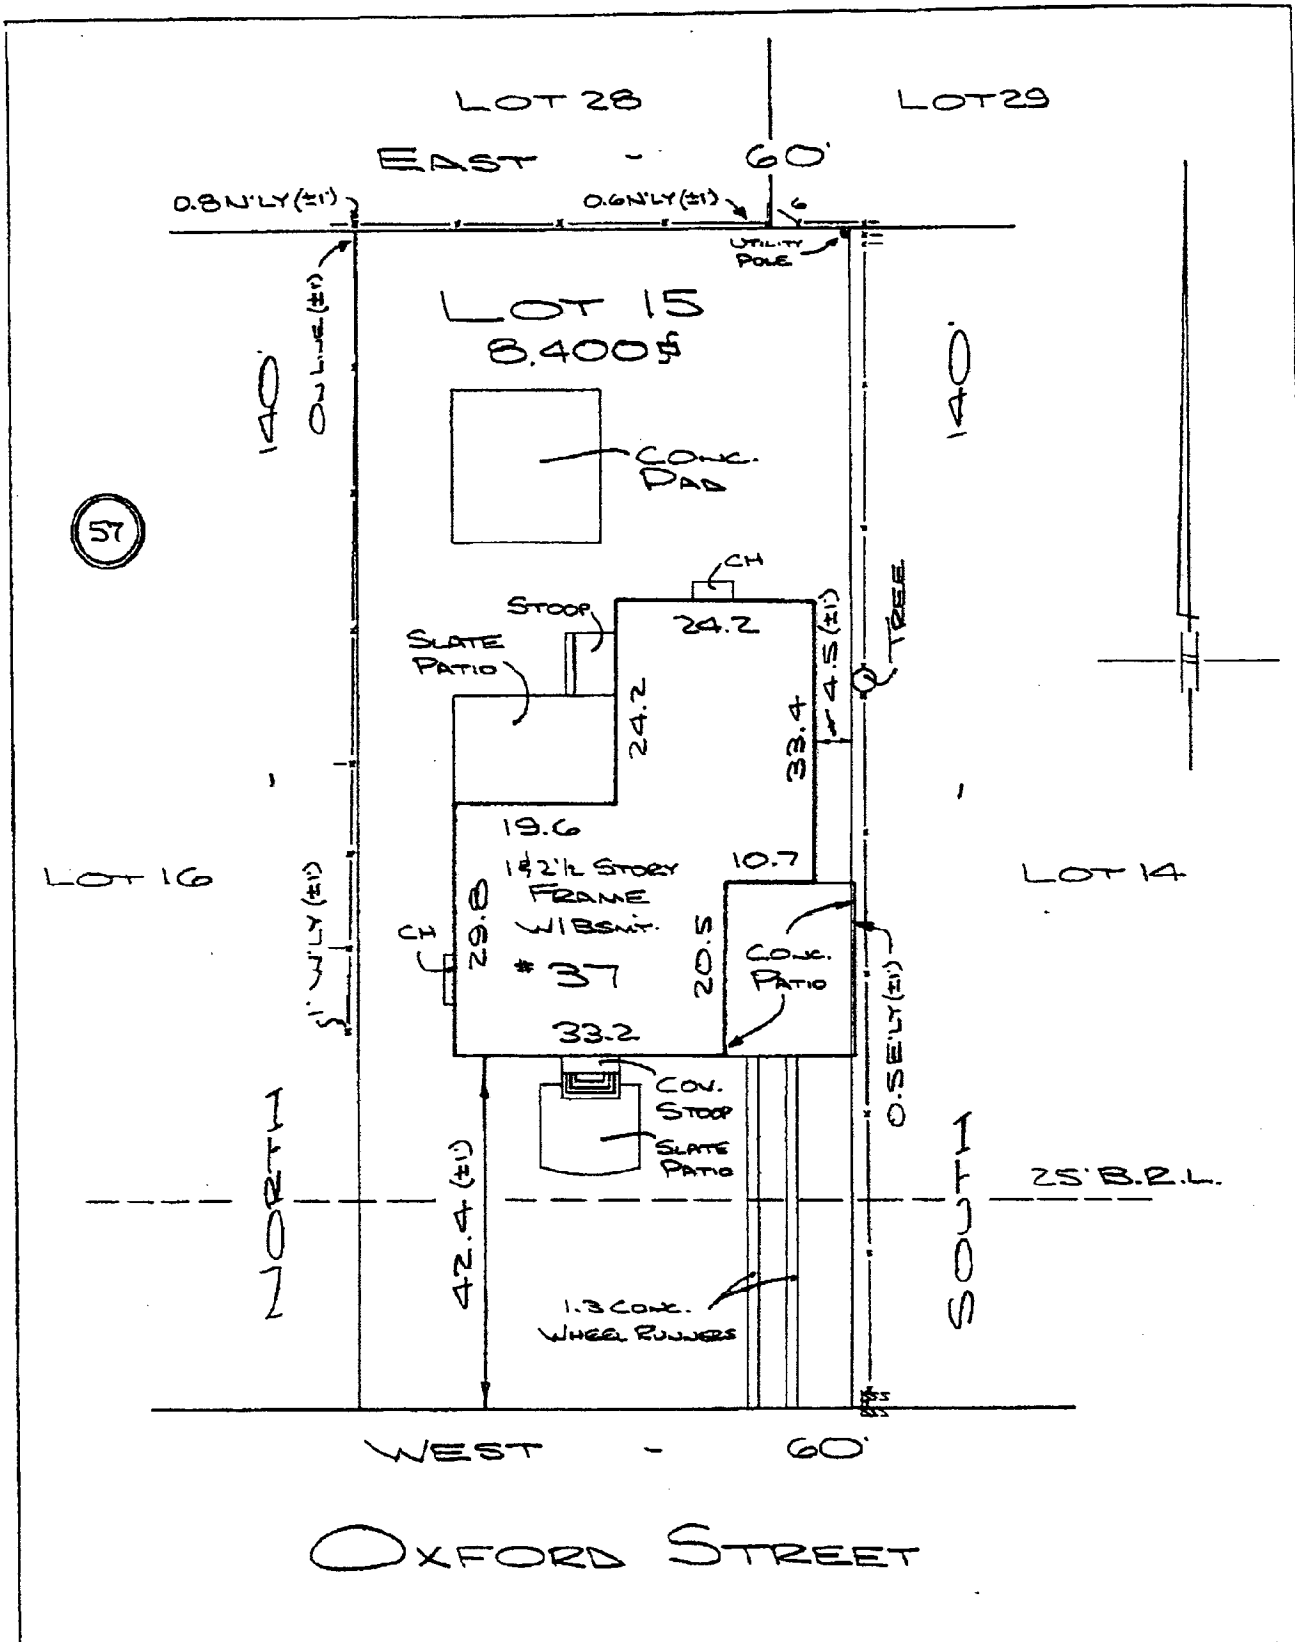 LOT 28
LOT 29
EAST - 60'
0.8 N'LY (±1')
0.6 N'LY (±1')
6
UTILITY
POLE
ON LINE (±1')
LOT 15
8,400
140'
140'
CONC.
PAD
57
CH
STOOP
24.2
SLATE
PATIO
4.5 (±1')
TREE
24.2
33.4
19.6
10.7
LOT 16
1 & 2 1/2 STORY
FRAME
W/BSMT.
# 37
LOT 14
1' W'LY (±1')
CH
29.8
20.5
CONC.
PATIO
0.5 E'LY (±1')
33.2
COV.
STOOP
SLATE
PATIO
NORTH
42.4 (±1')
SOUTH
25' B.R.L.
1.3 CONC.
WHEEL RUNNERS
WEST - 60'
OXFORD STREET